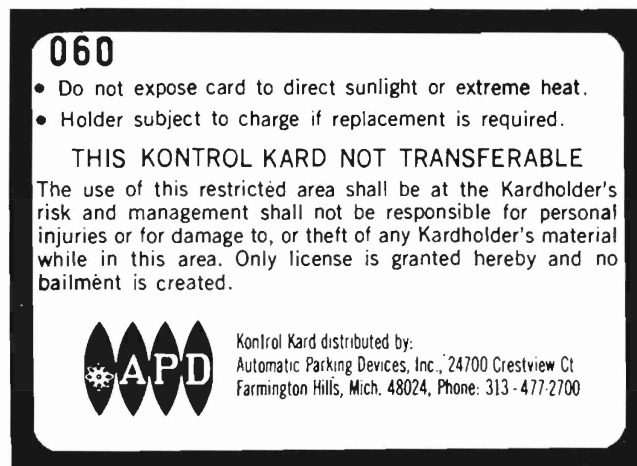 060
• Do not expose card to direct sunlight or extreme heat.
• Holder subject to charge if replacement is required.
THIS KONTROL KARD NOT TRANSFERABLE
The use of this restricted area shall be at the Kardholder's
risk and management shall not be responsible for personal
injuries or for damage to, or theft of any Kardholder's material
while in this area. Only license is granted hereby and no
bailment is created.
APD
Kontrol Kard distributed by:
Automatic Parking Devices, Inc., 24700 Crestview Ct
Farmington Hills, Mich. 48024, Phone: 313-477-2700